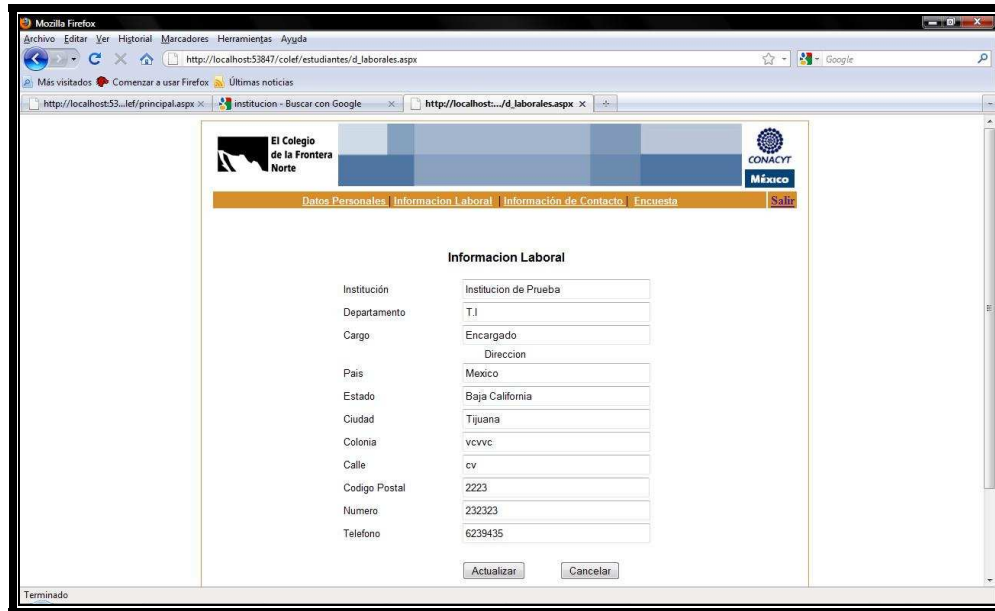 Mozilla Firefox
Archivo Editar Ver Historial Marcadores Herramientas Ayuda
http://localhost:53847/colef/estudiantes/d_laborales.aspx
Google
Más visitados Comenzar a usar Firefox Últimas noticias
http://localhost:53...lef/principal.aspx institucion - Buscar con Google http://localhost:.../d_laborales.aspx
El Colegio
de la Frontera
Norte
CONACYT
México
Datos Personales | Informacion Laboral | Información de Contacto | Encuesta Salir
Informacion Laboral
Institución Institucion de Prueba
Departamento T.I
Cargo Encargado
Direccion
Pais Mexico
Estado Baja California
Ciudad Tijuana
Colonia vcvvc
Calle cv
Codigo Postal 2223
Numero 232323
Telefono 6239435
Actualizar Cancelar
Terminado